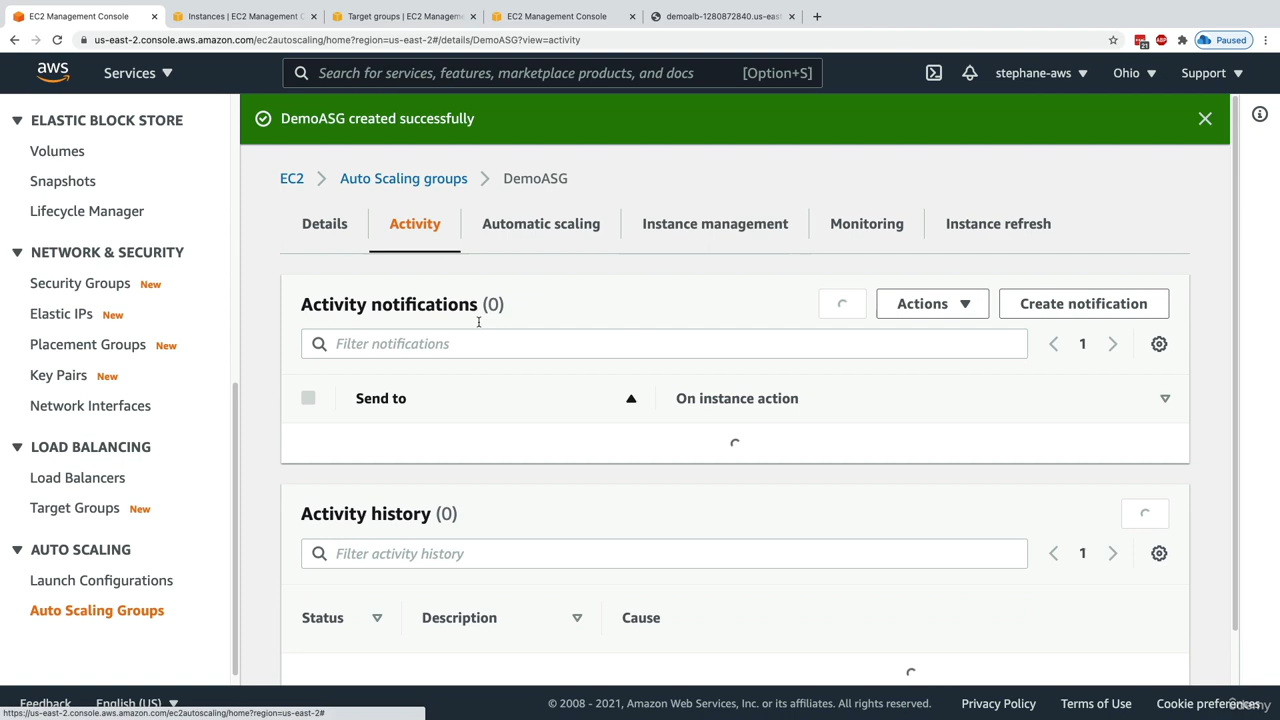 EC2 Management Console
Instances | EC2 Management C
Target groups | EC2 Manageme
EC2 Management Console
demoalb-1280872840.us-east
us-east-2.console.aws.amazon.com/ec2autoscaling/home?region=us-east-2#/details/DemoASG?view=activity
21
ABP
Paused
aws
Services
Search for services, features, marketplace products, and docs
[Option+S]
stephane-aws
Ohio
Support
ELASTIC BLOCK STORE
Volumes
Snapshots
Lifecycle Manager
NETWORK & SECURITY
Security Groups New
Elastic IPs New
Placement Groups New
Key Pairs New
Network Interfaces
LOAD BALANCING
Load Balancers
Target Groups New
AUTO SCALING
Launch Configurations
Auto Scaling Groups
DemoASG created successfully
EC2 > Auto Scaling groups > DemoASG
Details
Activity
Automatic scaling
Instance management
Monitoring
Instance refresh
Activity notifications (0)
Actions
Create notification
Filter notifications
1
Send to
On instance action
Activity history (0)
Filter activity history
1
Status
Description
Cause
Feedback
English (US)
© 2008 - 2021, Amazon Web Services, Inc. or its affiliates. All rights reserved.
Privacy Policy
Terms of Use
Cookie preferences
https://us-east-2.console.aws.amazon.com/ec2autoscaling/home?region=us-east-2#
Udemy